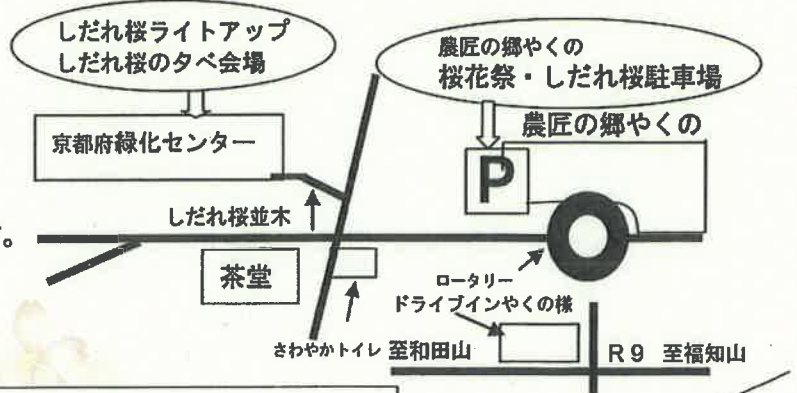 しだれ桜ライトアップ
しだれ桜の夕べ会場
農匠の郷やくの
桜花祭・しだれ桜駐車場
京都府緑化センター
農匠の郷やくの
P
しだれ桜並木
。
茶堂
ロータリー
ドライブインやくの様
さわやかトイレ
至和田山
R9 至福知山